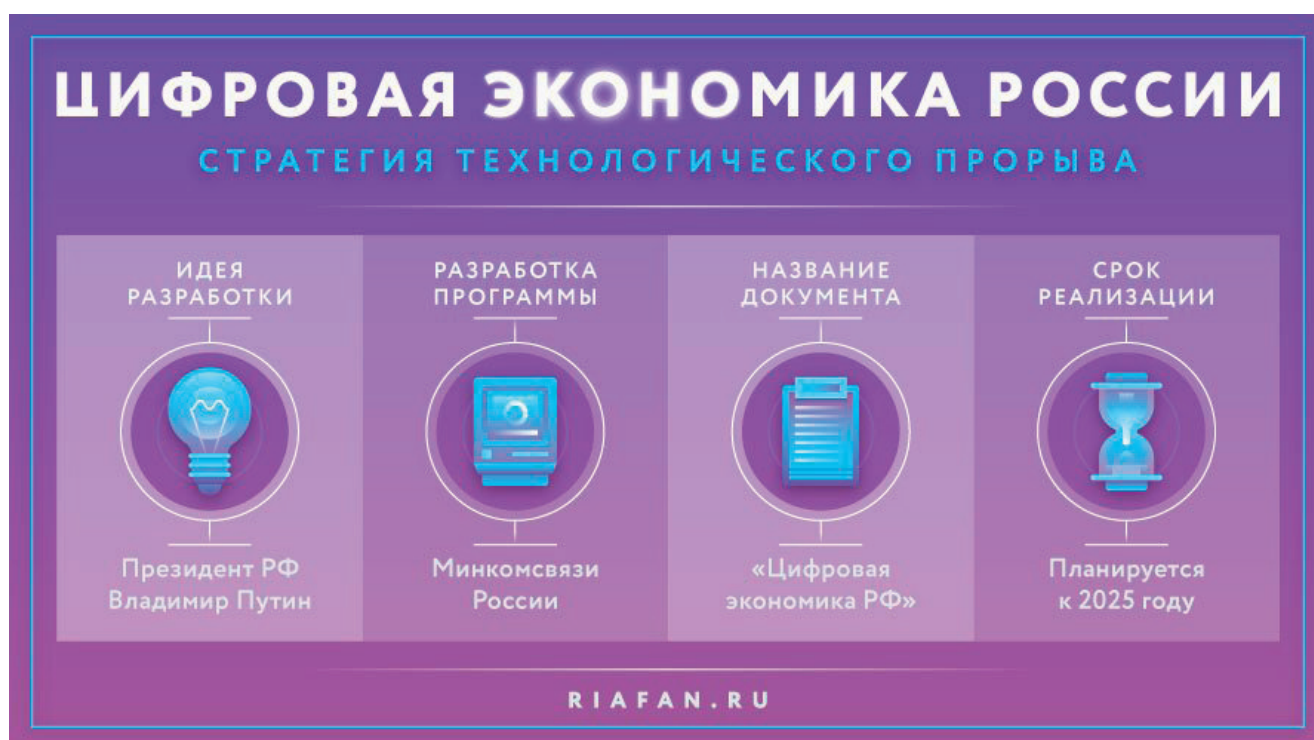 ЦИФРОВАЯ ЭКОНОМИКА РОССИИ
СТРАТЕГИЯ ТЕХНОЛОГИЧЕСКОГО ПРОРЫВА
ИДЕЯ
РАЗРАБОТКИ
Президент РФ
Владимир Путин
РАЗРАБОТКА
ПРОГРАММЫ
Минкомсвязи
России
НАЗВАНИЕ
ДОКУМЕНТА
«Цифровая
экономика РФ»
СРОК
РЕАЛИЗАЦИИ
Планируется
к 2025 году
RIAFAN.RU